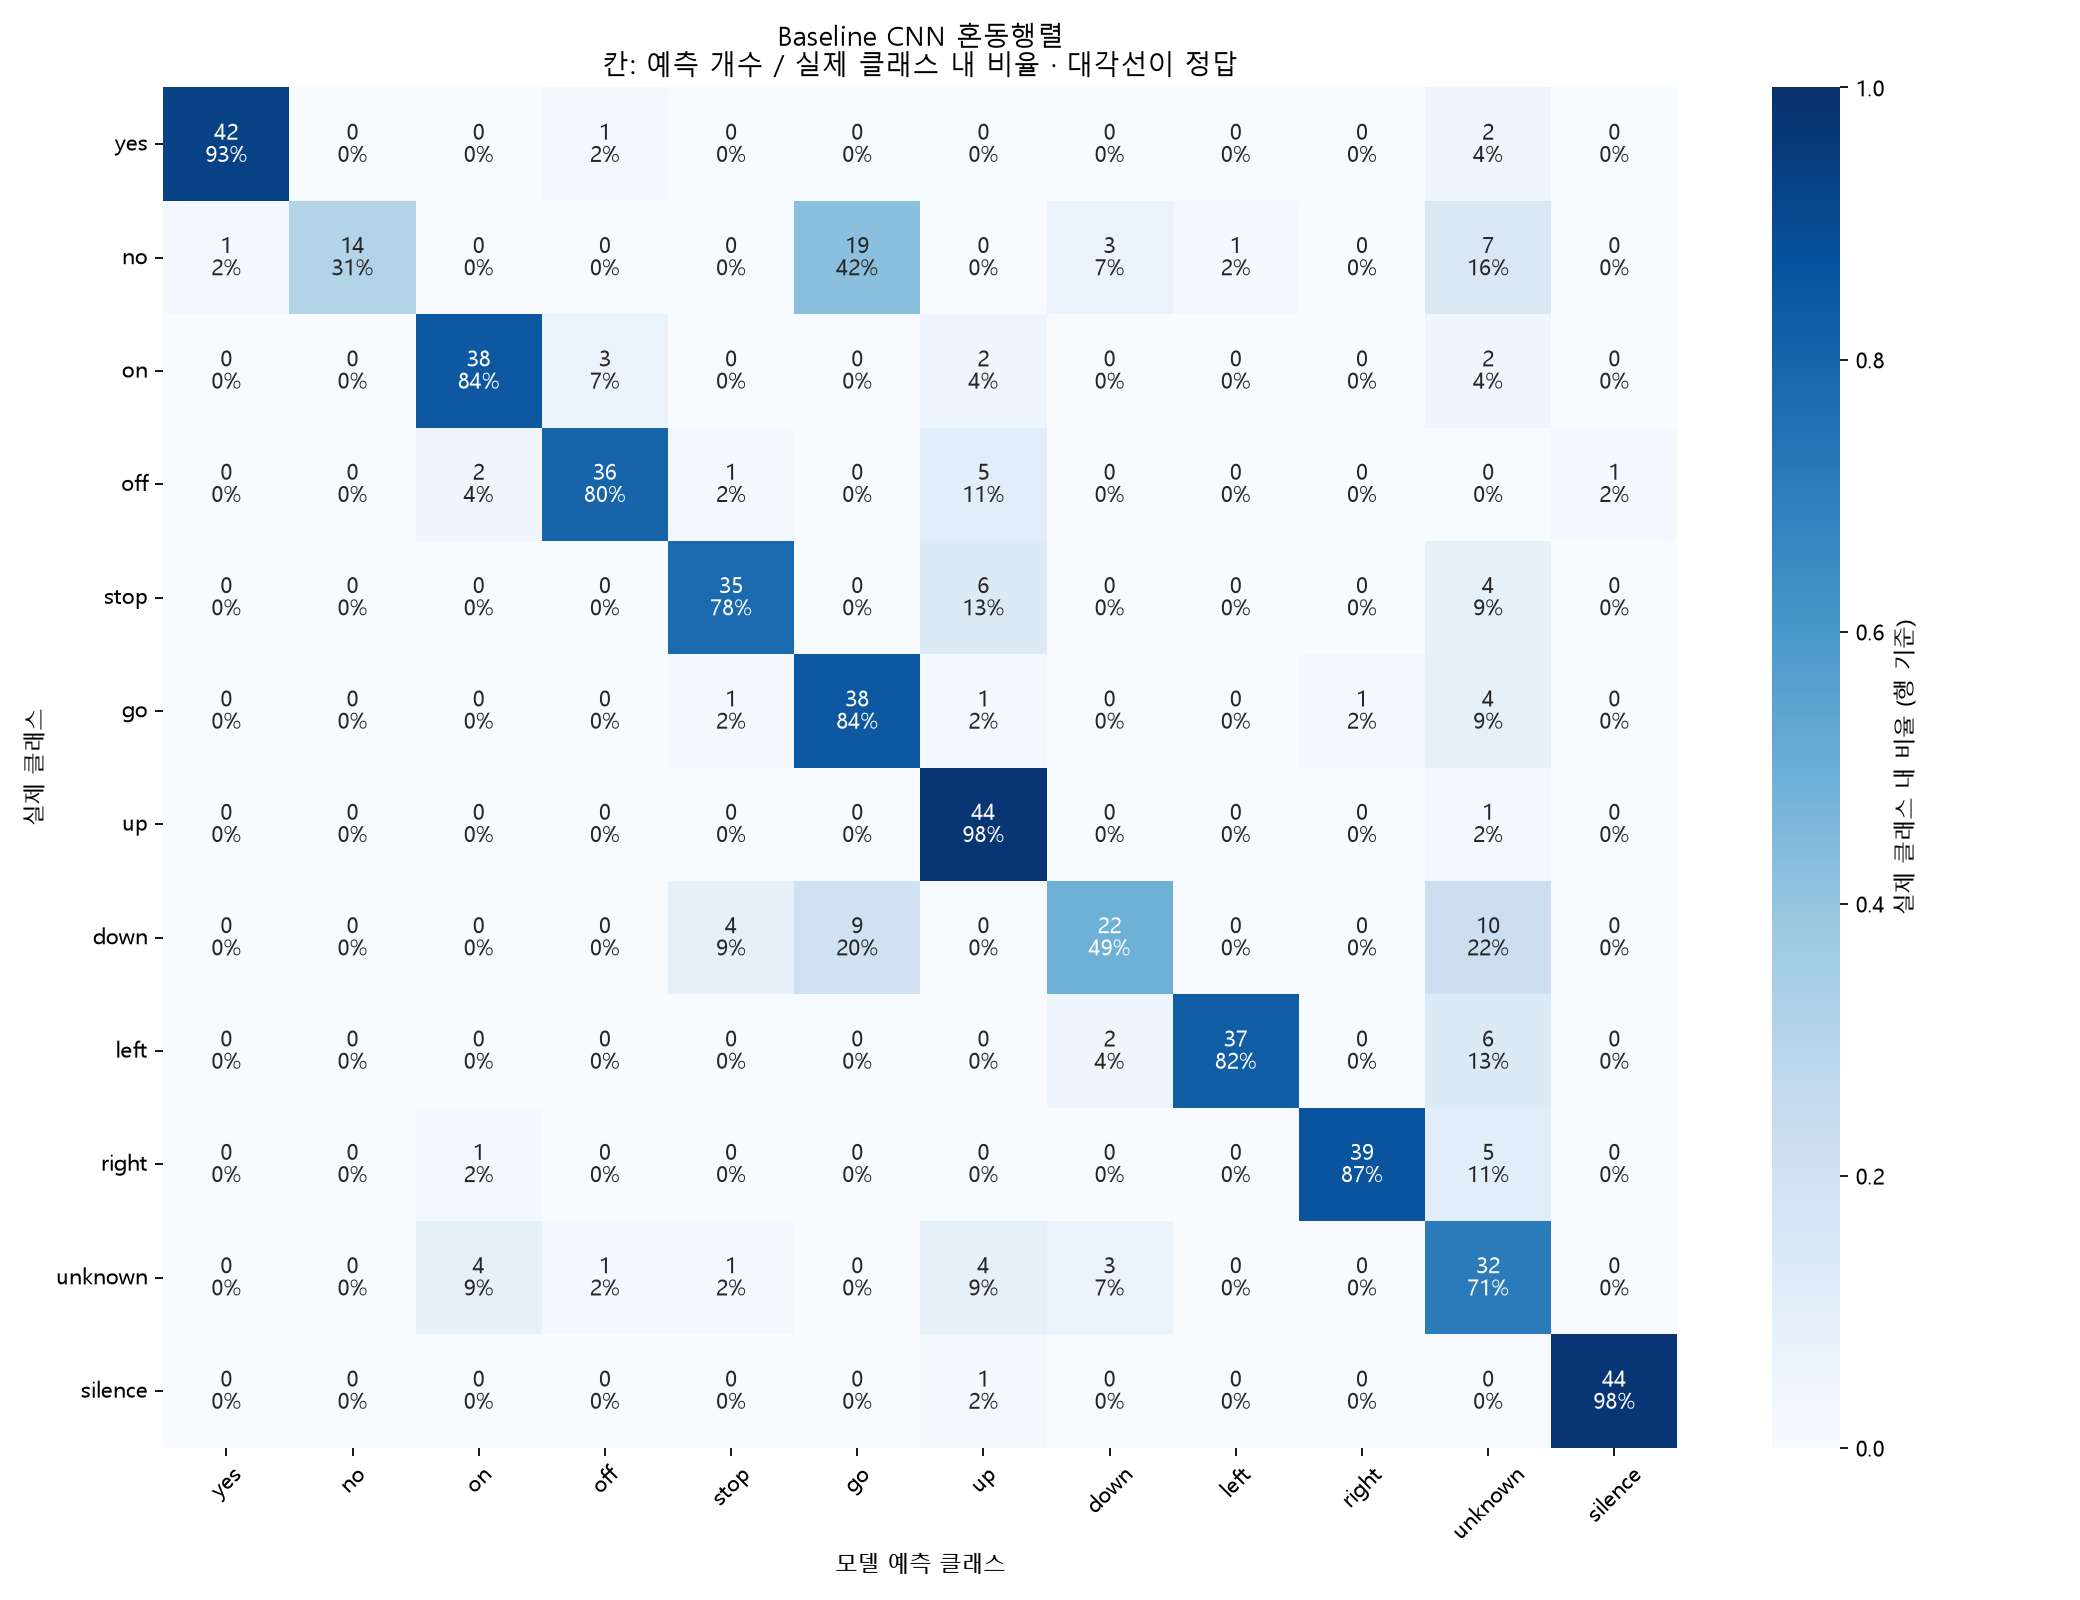 Baseline CNN 혼동행렬
칸: 예측 개수 / 실제 클래스 내 비율 · 대각선이 정답
실제 클래스
yes
42 0 0 1 0 0 0 0 0 0 2 0
93% 0% 0% 2% 0% 0% 0% 0% 0% 0% 4% 0%
no
1 14 0 0 0 19 0 3 1 0 7 0
2% 31% 0% 0% 0% 42% 0% 7% 2% 0% 16% 0%
on
0 0 38 3 0 0 2 0 0 0 2 0
0% 0% 84% 7% 0% 0% 4% 0% 0% 0% 4% 0%
off
0 0 2 36 1 0 5 0 0 0 0 1
0% 0% 4% 80% 2% 0% 11% 0% 0% 0% 0% 2%
stop
0 0 0 0 35 0 6 0 0 0 4 0
0% 0% 0% 0% 78% 0% 13% 0% 0% 0% 9% 0%
go
0 0 0 0 1 38 1 0 0 1 4 0
0% 0% 0% 0% 2% 84% 2% 0% 0% 2% 9% 0%
up
0 0 0 0 0 0 44 0 0 0 1 0
0% 0% 0% 0% 0% 0% 98% 0% 0% 0% 2% 0%
down
0 0 0 0 4 9 0 22 0 0 10 0
0% 0% 0% 0% 9% 20% 0% 49% 0% 0% 22% 0%
left
0 0 0 0 0 0 0 2 37 0 6 0
0% 0% 0% 0% 0% 0% 0% 4% 82% 0% 13% 0%
right
0 0 1 0 0 0 0 0 0 39 5 0
0% 0% 2% 0% 0% 0% 0% 0% 0% 87% 11% 0%
unknown
0 0 4 1 1 0 4 3 0 0 32 0
0% 0% 9% 2% 2% 0% 9% 7% 0% 0% 71% 0%
silence
0 0 0 0 0 0 1 0 0 0 0 44
0% 0% 0% 0% 0% 0% 2% 0% 0% 0% 0% 98%
yes no on off stop go up down left right unknown silence
모델 예측 클래스
1.0
0.8
0.6
0.4
0.2
0.0
실제 클래스 내 비율 (행 기준)